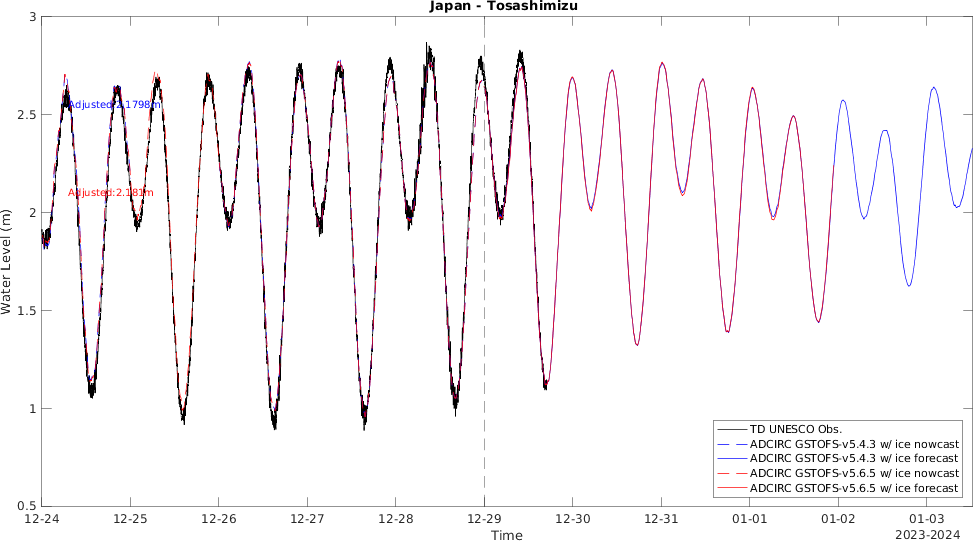 Japan - Tosashimizu
3
2.5
2
1.5
1
0.5
Water Level (m)
Adjusted:2.1798m
Adjusted:2.181m
TD UNESCO Obs.
ADCIRC GSTOFS-v5.4.3 w/ ice nowcast
ADCIRC GSTOFS-v5.4.3 w/ ice forecast
ADCIRC GSTOFS-v5.6.5 w/ ice nowcast
ADCIRC GSTOFS-v5.6.5 w/ ice forecast
12-24 12-25 12-26 12-27 12-28 12-29 12-30 12-31 01-01 01-02 01-03
Time
2023-2024